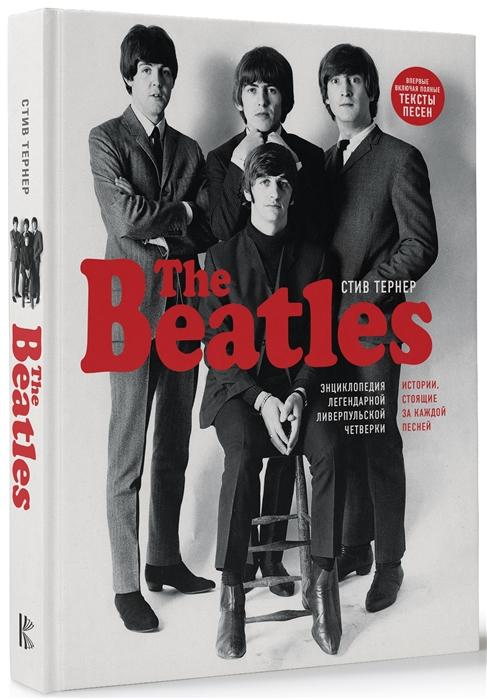 СТИВ ТЕРНЕР
The
Beatles
ВПЕРВЫЕ
ВКЛЮЧАЯ ПОЛНЫЕ
ТЕКСТЫ
ПЕСЕН
The
Beatles
СТИВ ТЕРНЕР
ЭНЦИКЛОПЕДИЯ
ЛЕГЕНДАРНОЙ
ЛИВЕРПУЛЬСКОЙ
ЧЕТВЕРКИ
ИСТОРИИ,
СТОЯЩИЕ
ЗА КАЖДОЙ
ПЕСНЕЙ